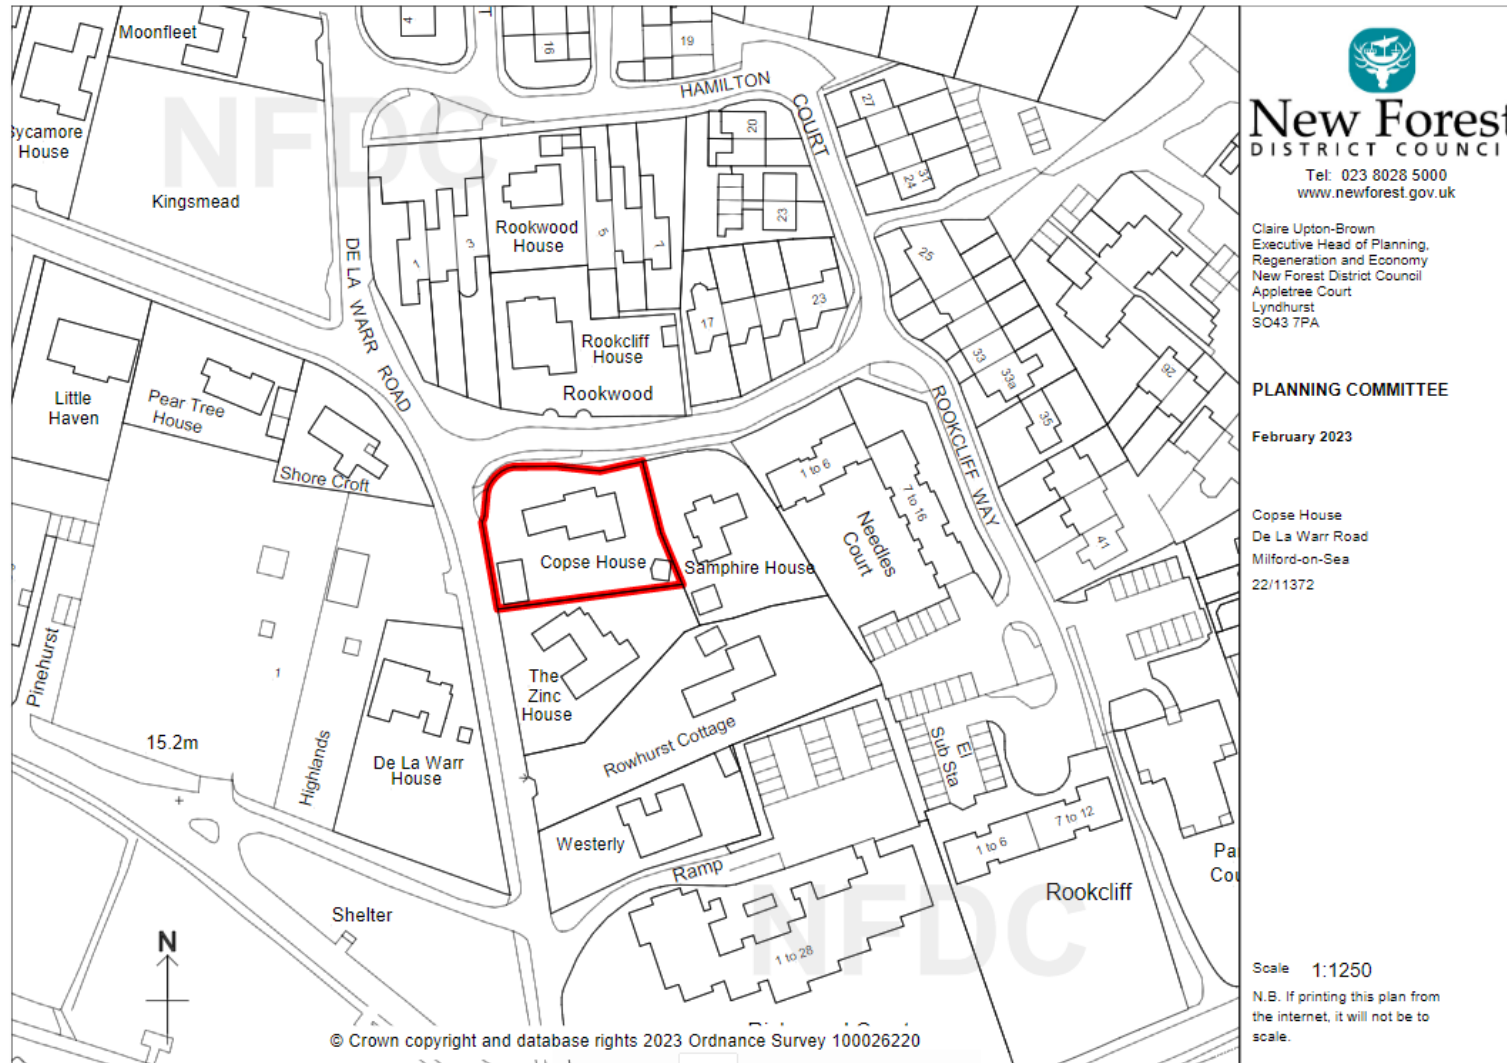 Moonfleet
4
16
19
HAMILTON
COURT
27
NFDC
20
Sycamore
House
31
24
Kingsmead
23
Rookwood
House
1
3
5
7
25
DE LA WARR ROAD
23
17
Rookcliff
House
Rookwood
33
33a
26
35
Little
Haven
Pear Tree
House
ROOKCLIFF WAY
Shore Croft
1 to 6
7 to 16
Needles
Court
41
Copse House
Samphire House
Pinehurst
1
The
Zinc
House
15.2m
Highlands
De La Warr
House
Rowhurst Cottage
El
Sub Sta
Westerly
Ramp
1 to 6
7 to 12
Rookcliff
Shelter
N
NFDC
1 to 28
© Crown copyright and database rights 2023 Ordnance Survey 100026220
New Forest
DISTRICT COUNCI
Tel: 023 8028 5000
www.newforest.gov.uk
Claire Upton-Brown
Executive Head of Planning,
Regeneration and Economy
New Forest District Council
Appletree Court
Lyndhurst
SO43 7PA
PLANNING COMMITTEE
February 2023
Copse House
De La Warr Road
Milford-on-Sea
22/11372
Scale 1:1250
N.B. If printing this plan from
the internet, it will not be to
scale.